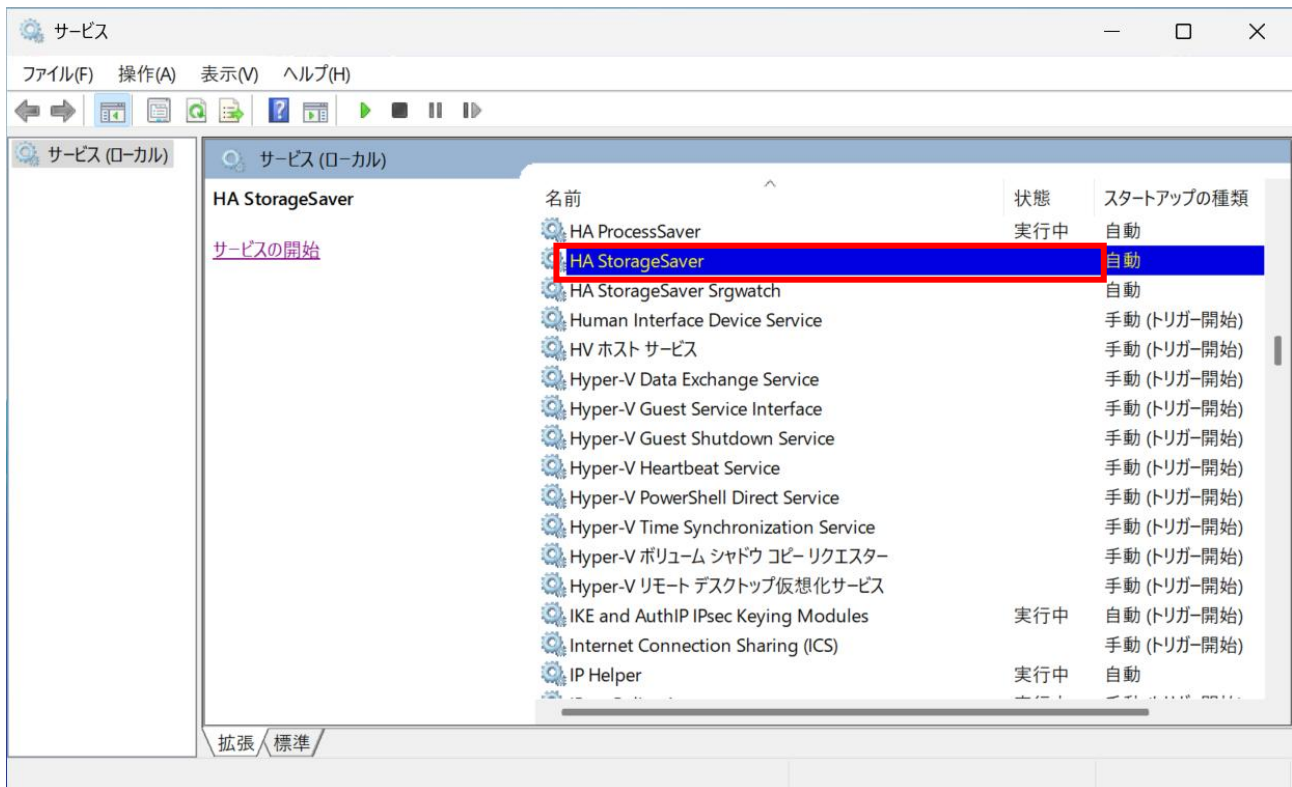 サービス
ファイル(F) 操作(A) 表示(V) ヘルプ(H)
サービス (ローカル)
サービス (ローカル)
HA StorageSaver
サービスの開始
名前 状態 スタートアップの種類
HA ProcessSaver 実行中 自動
HA StorageSaver 自動
HA StorageSaver Srgwatch 自動
Human Interface Device Service 手動 (トリガー開始)
HV ホスト サービス 手動 (トリガー開始)
Hyper-V Data Exchange Service 手動 (トリガー開始)
Hyper-V Guest Service Interface 手動 (トリガー開始)
Hyper-V Guest Shutdown Service 手動 (トリガー開始)
Hyper-V Heartbeat Service 手動 (トリガー開始)
Hyper-V PowerShell Direct Service 手動 (トリガー開始)
Hyper-V Time Synchronization Service 手動 (トリガー開始)
Hyper-V ボリューム シャドウ コピー リクエスター 手動 (トリガー開始)
Hyper-V リモート デスクトップ仮想化サービス 手動 (トリガー開始)
IKE and AuthIP IPsec Keying Modules 実行中 自動 (トリガー開始)
Internet Connection Sharing (ICS) 手動 (トリガー開始)
IP Helper 実行中 自動
拡張 標準